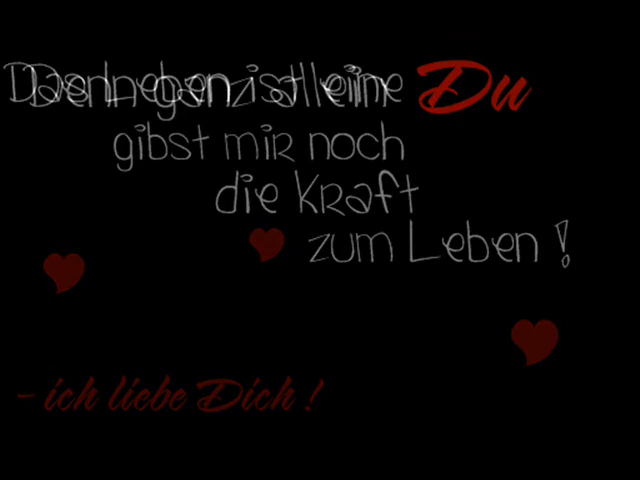 Du
gibst mir noch
die Kraft
zum Leben !
- ich liebe Dich !